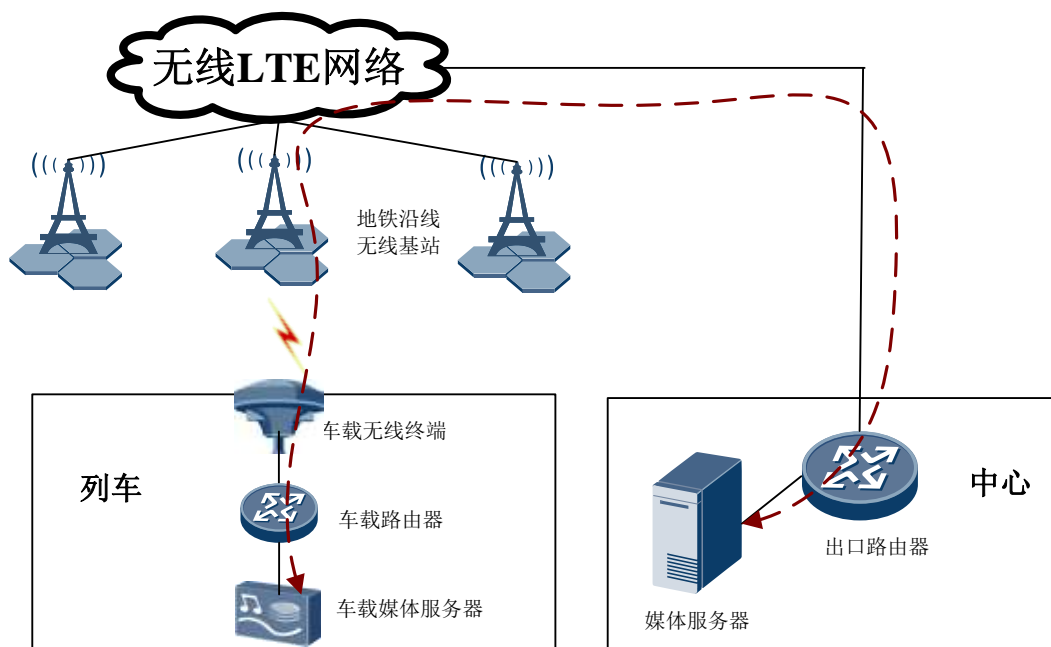 无线LTE网络
地铁沿线
无线基站
车载无线终端
列车
车载路由器
车载媒体服务器
中心
出口路由器
媒体服务器